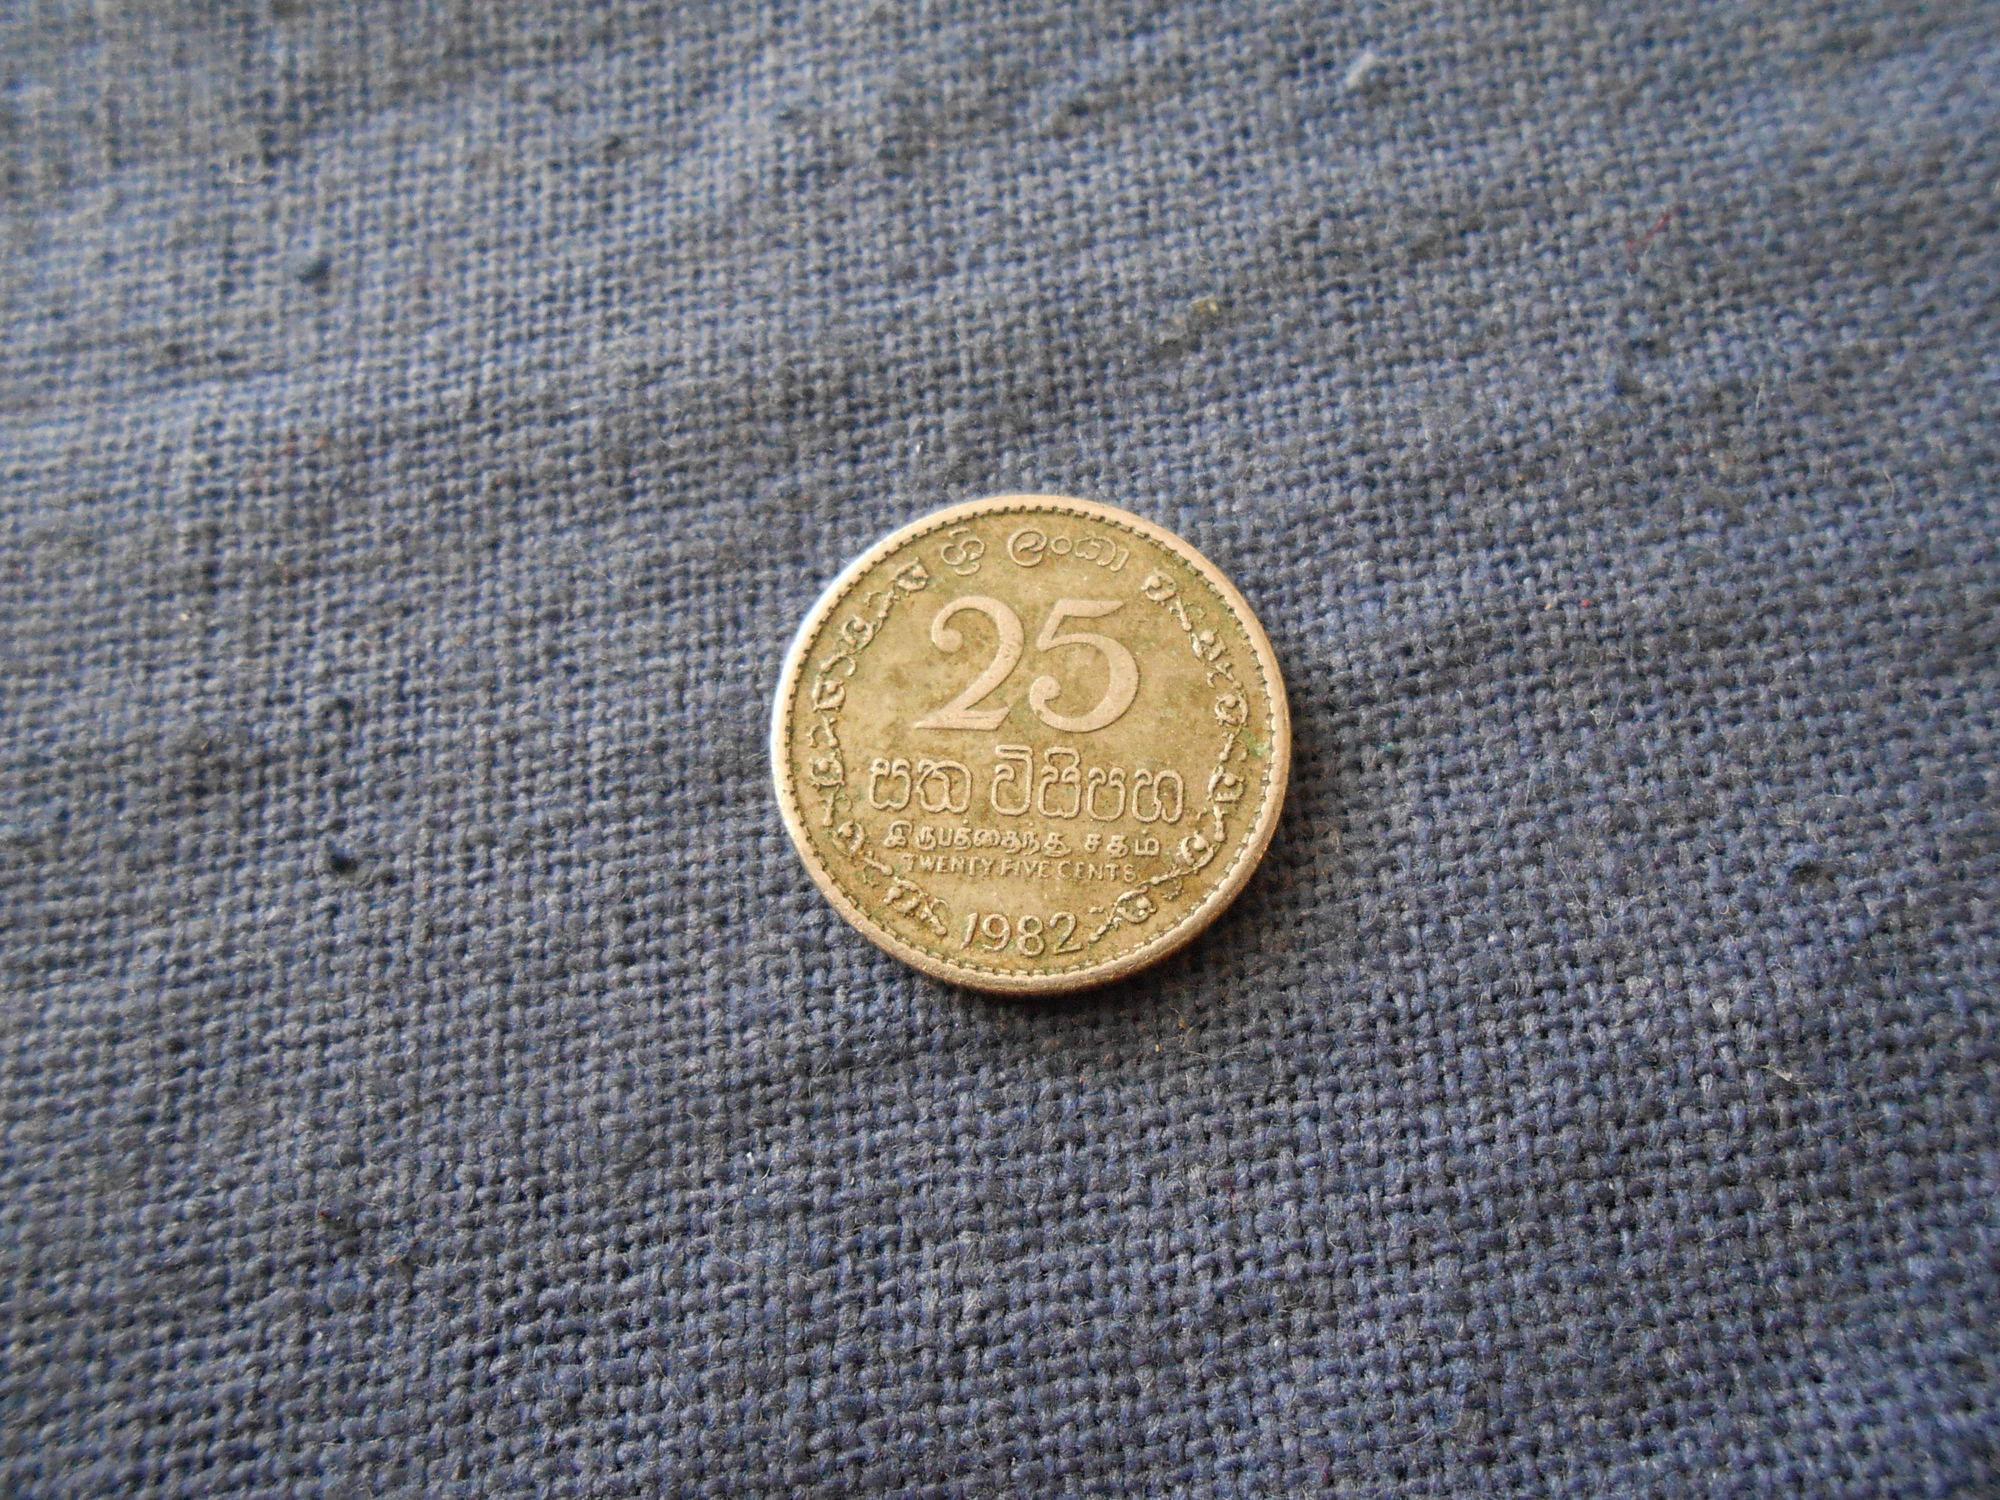 ශ්‍රී ලංකා
25
සත විසිපහ
இருபத்தைந்து சதம்
TWENTY FIVE CENTS
1982